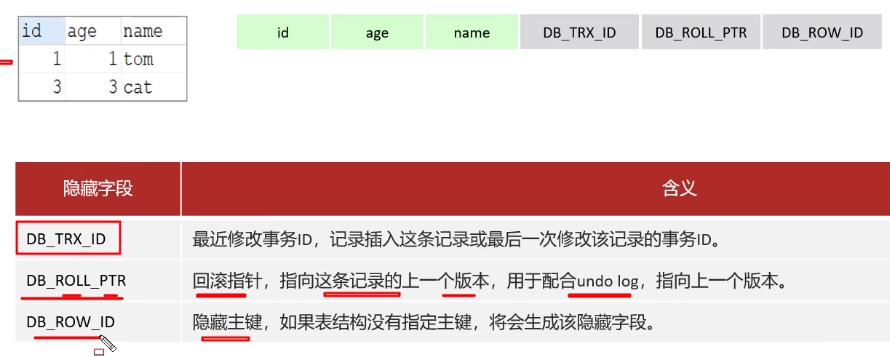 id age name
1 1 tom
3 3 cat
id age name DB_TRX_ID DB_ROLL_PTR DB_ROW_ID
隐藏字段 含义
DB_TRX_ID 最近修改事务ID，记录插入这条记录或最后一次修改该记录的事务ID。
DB_ROLL_PTR 回滚指针，指向这条记录的上一个版本，用于配合undo log，指向上一个版本。
DB_ROW_ID 隐藏主键，如果表结构没有指定主键，将会生成该隐藏字段。